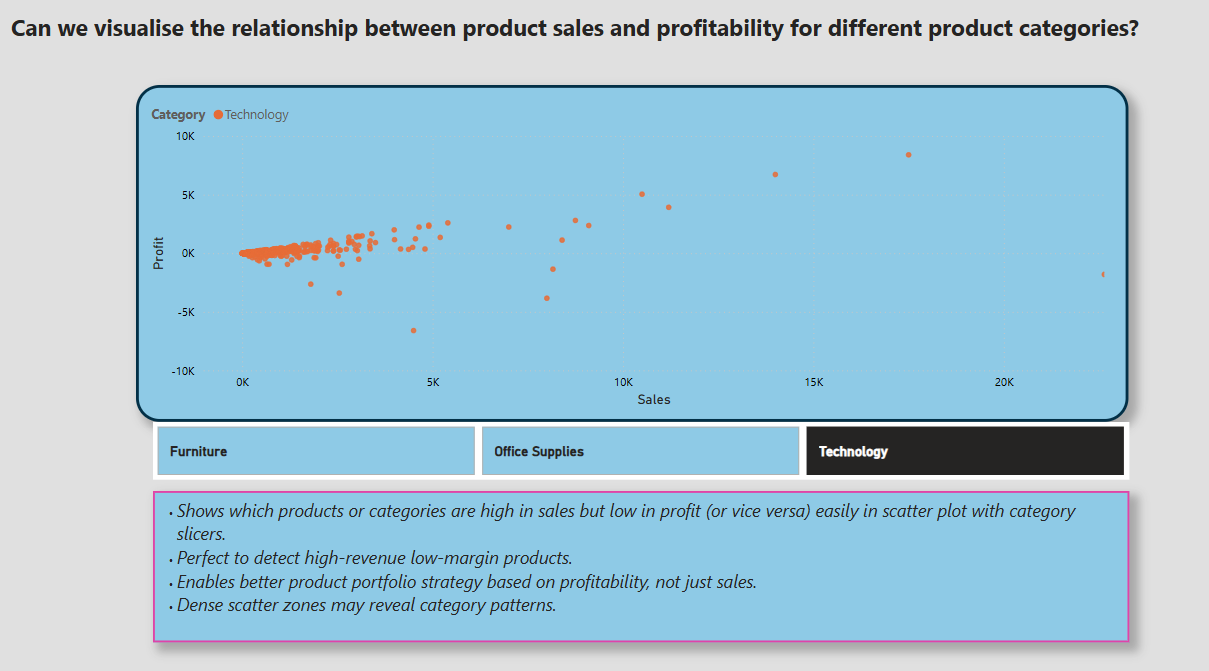 Can we visualise the relationship between product sales and profitability for different product categories?
Category Technology
10K
5K
0K
-5K
-10K
Profit
0K 5K 10K 15K 20K
Sales
Furniture Office Supplies Technology
• Shows which products or categories are high in sales but low in profit (or vice versa) easily in scatter plot with category
slicers.
• Perfect to detect high-revenue low-margin products.
• Enables better product portfolio strategy based on profitability, not just sales.
• Dense scatter zones may reveal category patterns.